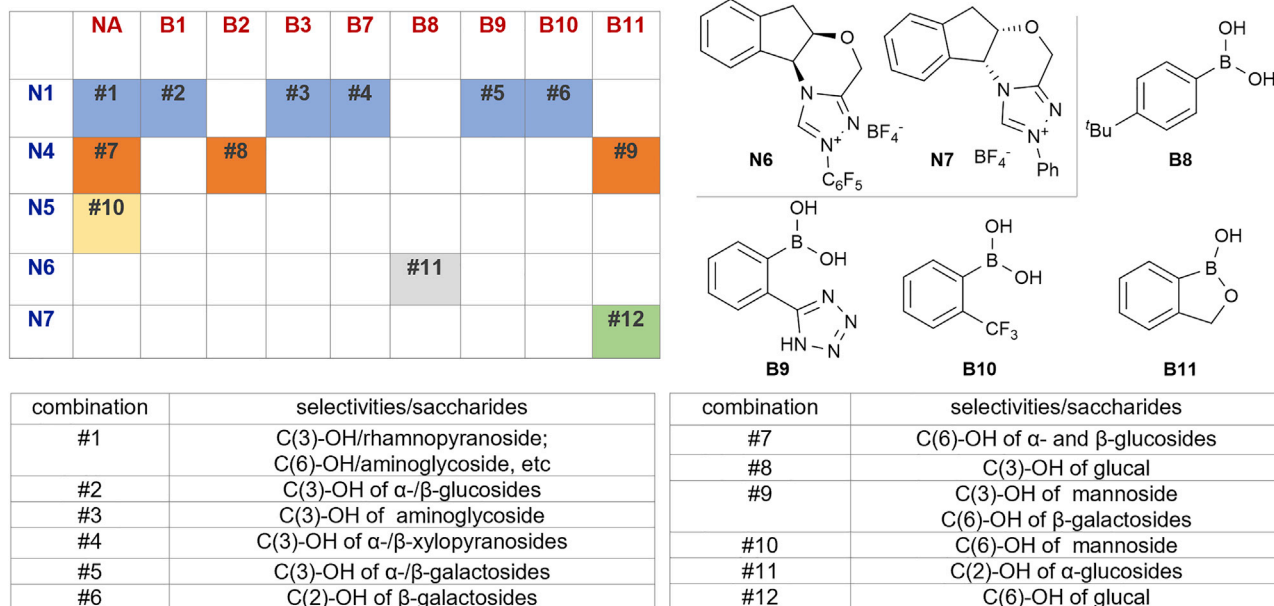 NA B1 B2 B3 B7 B8 B9 B10 B11
N1 #1 #2 #3 #4 #5 #6
N4 #7 #8 #9
N5 #10
N6 #11
N7 #12
O
N
N
N+
BF4-
C6F5
N6
O
N
N
N+
BF4-
Ph
N7
OH
B
OH
tBu
B8
OH
B
OH
N
N
N
HN
B9
OH
B
OH
CF3
B10
OH
B
O
B11
combination selectivities/saccharides
#1 C(3)-OH/rhamnopyranoside;
C(6)-OH/aminoglycoside, etc
#2 C(3)-OH of α-/β-glucosides
#3 C(3)-OH of aminoglycoside
#4 C(3)-OH of α-/β-xylopyranosides
#5 C(3)-OH of α-/β-galactosides
#6 C(2)-OH of β-galactosides
combination selectivities/saccharides
#7 C(6)-OH of α- and β-glucosides
#8 C(3)-OH of glucal
#9 C(3)-OH of mannoside
C(6)-OH of β-galactosides
#10 C(6)-OH of mannoside
#11 C(2)-OH of α-glucosides
#12 C(6)-OH of glucal